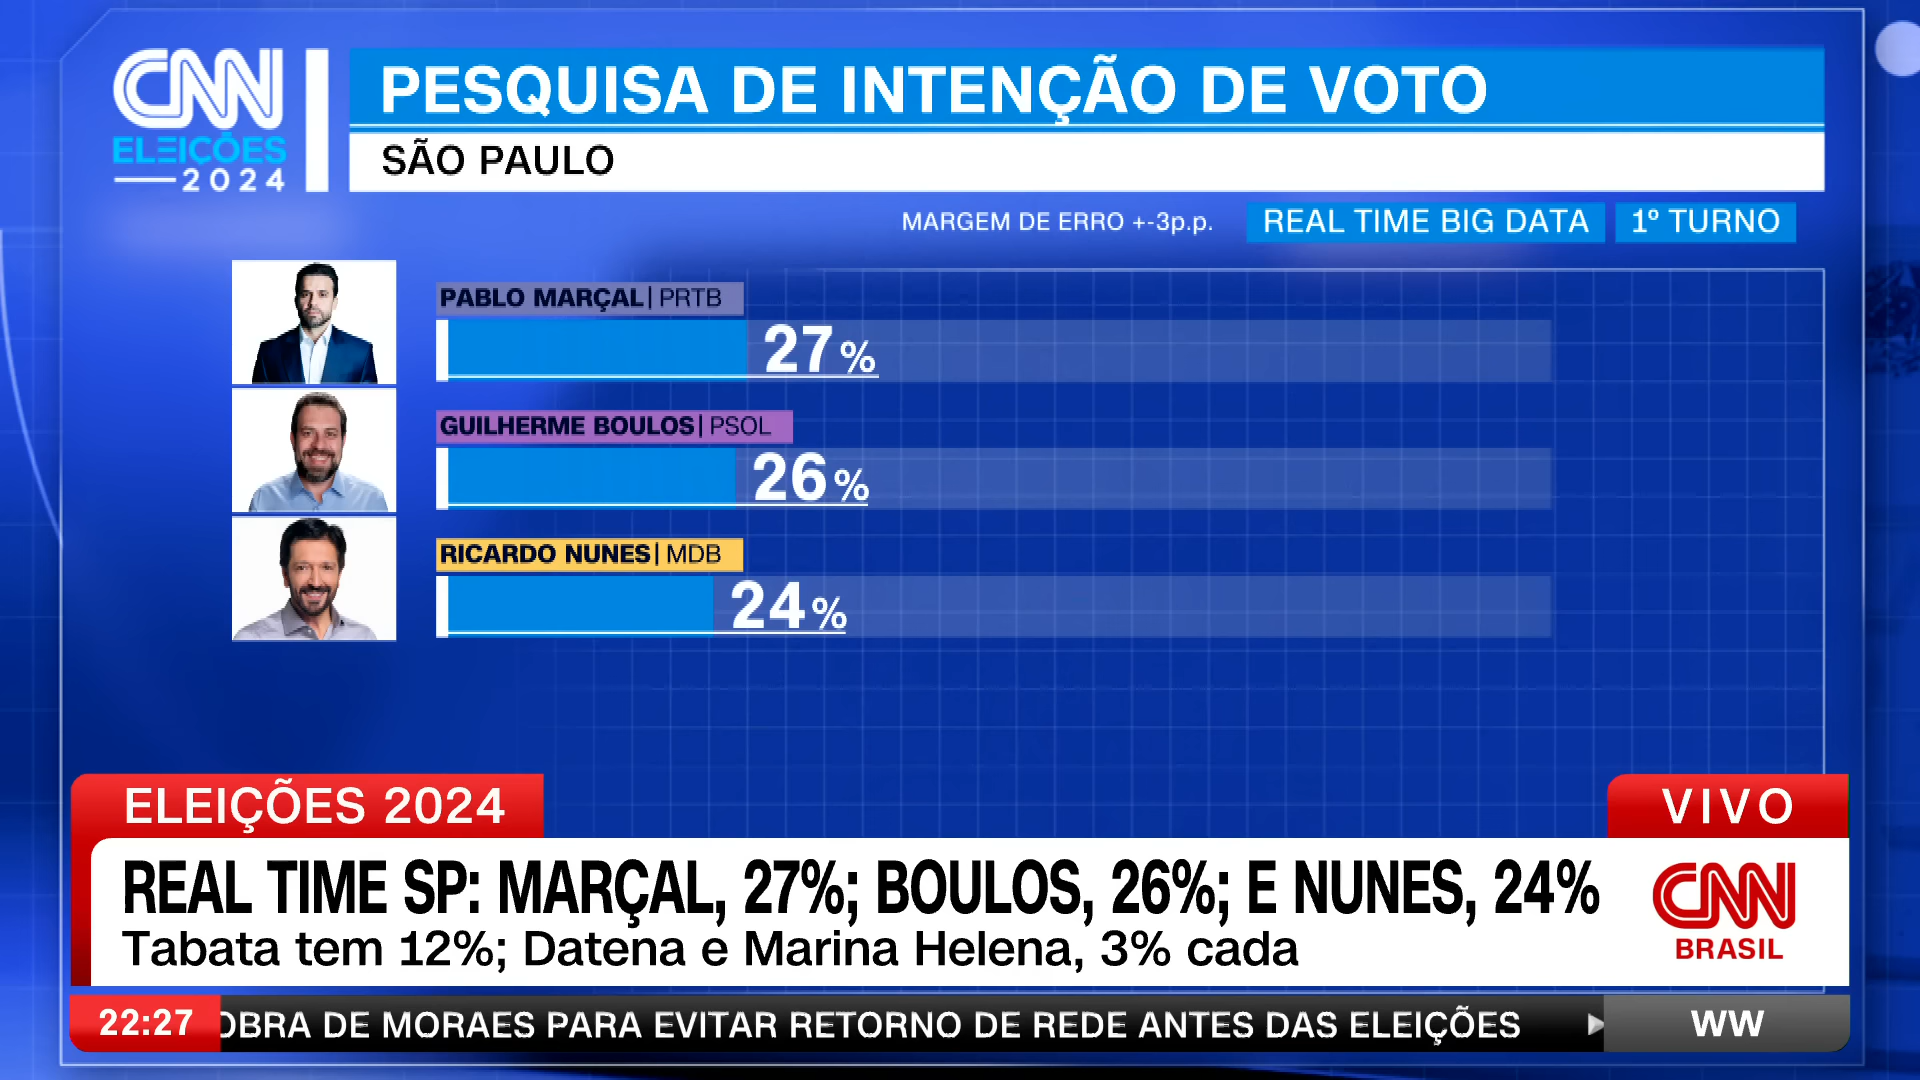 CNN
ELEIÇÕES
2024
PESQUISA DE INTENÇÃO DE VOTO
SÃO PAULO
MARGEM DE ERRO +-3p.p.
REAL TIME BIG DATA
1º TURNO
PABLO MARÇAL | PRTB
27%
GUILHERME BOULOS | PSOL
26%
RICARDO NUNES | MDB
24%
ELEIÇÕES 2024
VIVO
REAL TIME SP: MARÇAL, 27%; BOULOS, 26%; E NUNES, 24%
Tabata tem 12%; Datena e Marina Helena, 3% cada
CNN
BRASIL
22:27
OBRA DE MORAES PARA EVITAR RETORNO DE REDE ANTES DAS ELEIÇÕES
WW